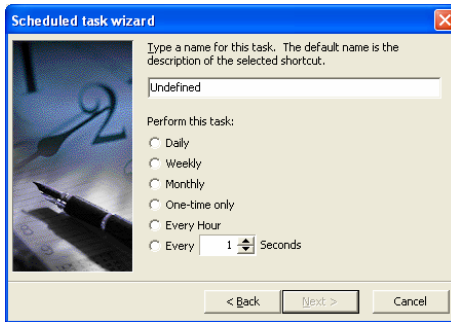 Scheduled task wizard
Type a name for this task. The default name is the
description of the selected shortcut.
Undefined
Perform this task:
Daily
Weekly
Monthly
One-time only
Every Hour
Every 1 Seconds
< Back Next > Cancel